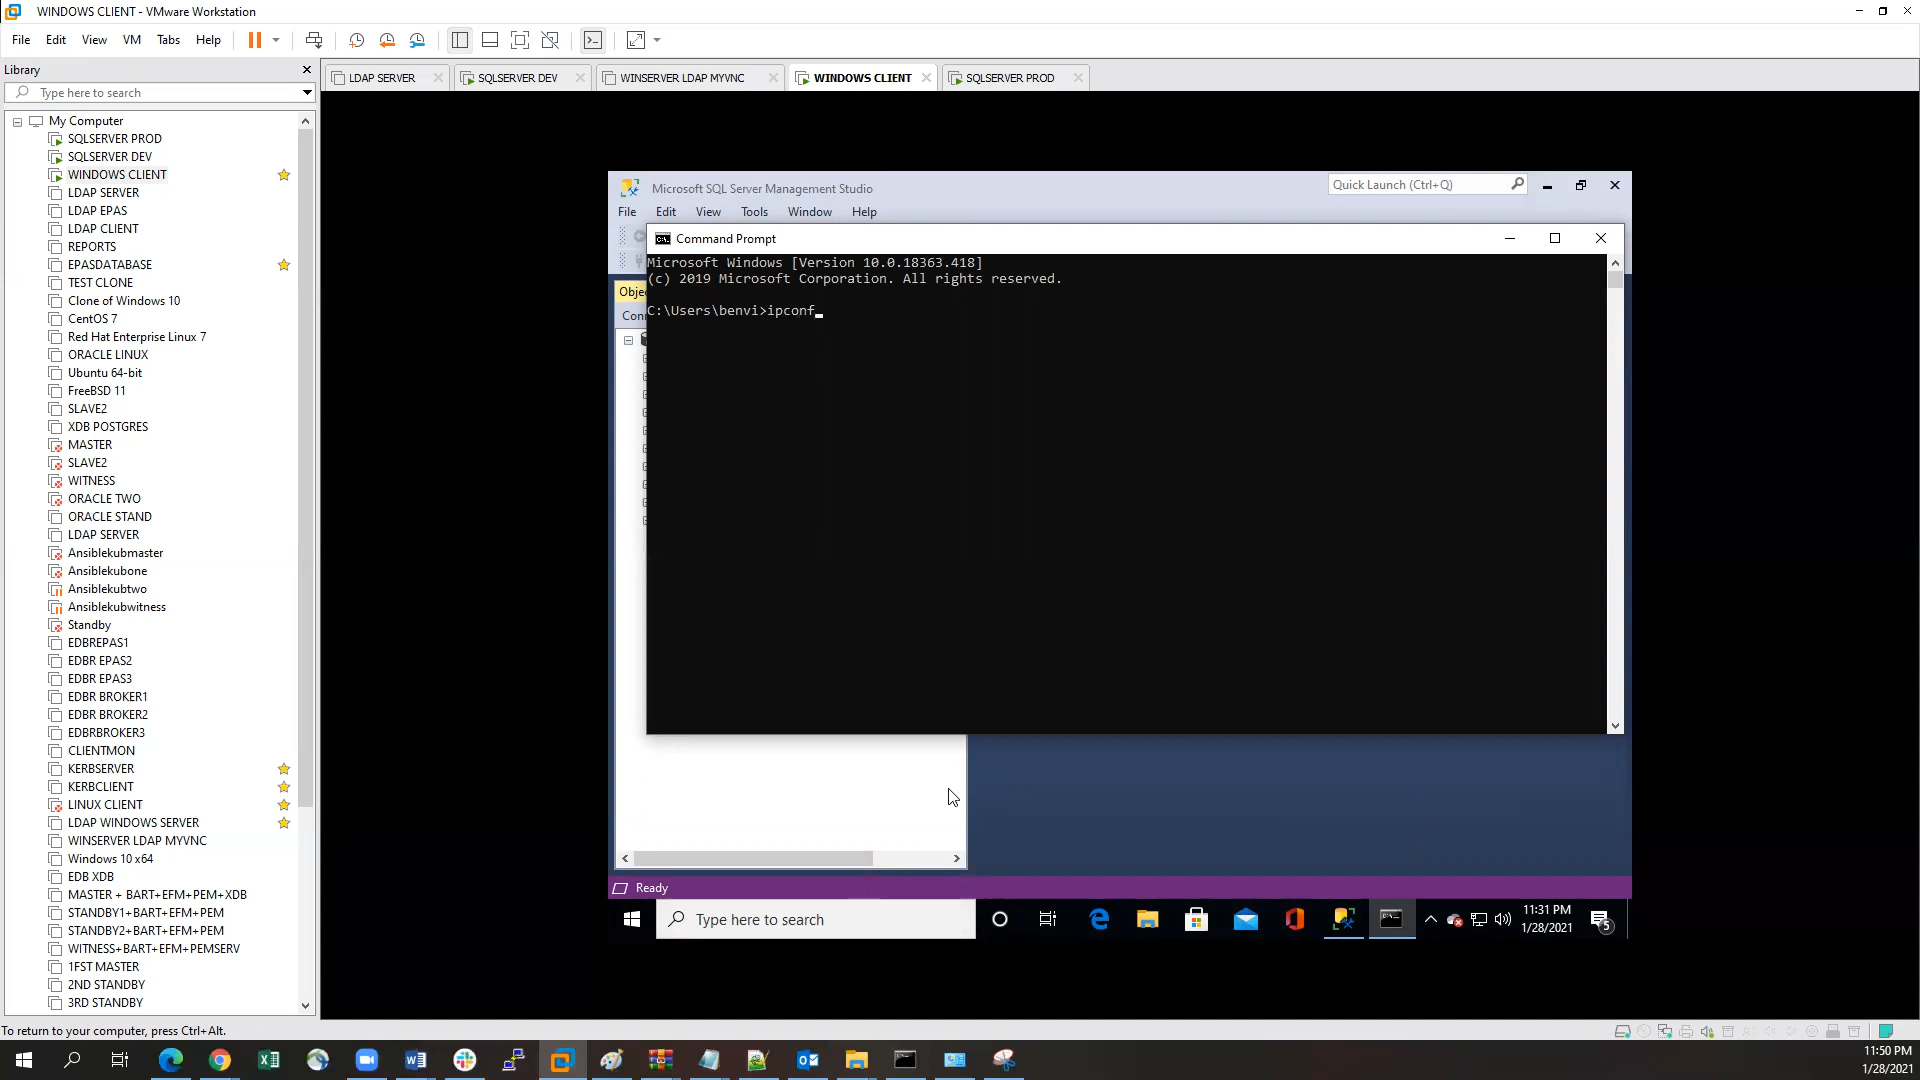 WINDOWS CLIENT - VMware Workstation
File Edit View VM Tabs Help
Library
Type here to search
LDAP SERVER
SQLSERVER DEV
WINSERVER LDAP MYVNC
WINDOWS CLIENT
SQLSERVER PROD
My Computer
SQLSERVER PROD
SQLSERVER DEV
WINDOWS CLIENT
LDAP SERVER
LDAP EPAS
LDAP CLIENT
REPORTS
EPASDATABASE
TEST CLONE
Clone of Windows 10
CentOS 7
Red Hat Enterprise Linux 7
ORACLE LINUX
Ubuntu 64-bit
FreeBSD 11
SLAVE2
XDB POSTGRES
MASTER
SLAVE2
WITNESS
ORACLE TWO
ORACLE STAND
LDAP SERVER
Ansiblekubmaster
Ansiblekubone
Ansiblekubtwo
Ansiblekubwitness
Standby
EDBREPAS1
EDBR EPAS2
EDBR EPAS3
EDBR BROKER1
EDBR BROKER2
EDBRBROKER3
CLIENTMON
KERBSERVER
KERBCLIENT
LINUX CLIENT
LDAP WINDOWS SERVER
WINSERVER LDAP MYVNC
Windows 10 x64
EDB XDB
MASTER + BART+EFM+PEM+XDB
STANDBY1+BART+EFM+PEM
STANDBY2+BART+EFM+PEM
WITNESS+BART+EFM+PEMSERV
1FST MASTER
2ND STANDBY
3RD STANDBY
Microsoft SQL Server Management Studio
Quick Launch (Ctrl+Q)
File Edit View Tools Window Help
Command Prompt
Microsoft Windows [Version 10.0.18363.418]
(c) 2019 Microsoft Corporation. All rights reserved.
C:\Users\benvi>ipconf
Obje
Con
Ready
Type here to search
11:31 PM
1/28/2021
5
To return to your computer, press Ctrl+Alt.
11:50 PM
1/28/2021